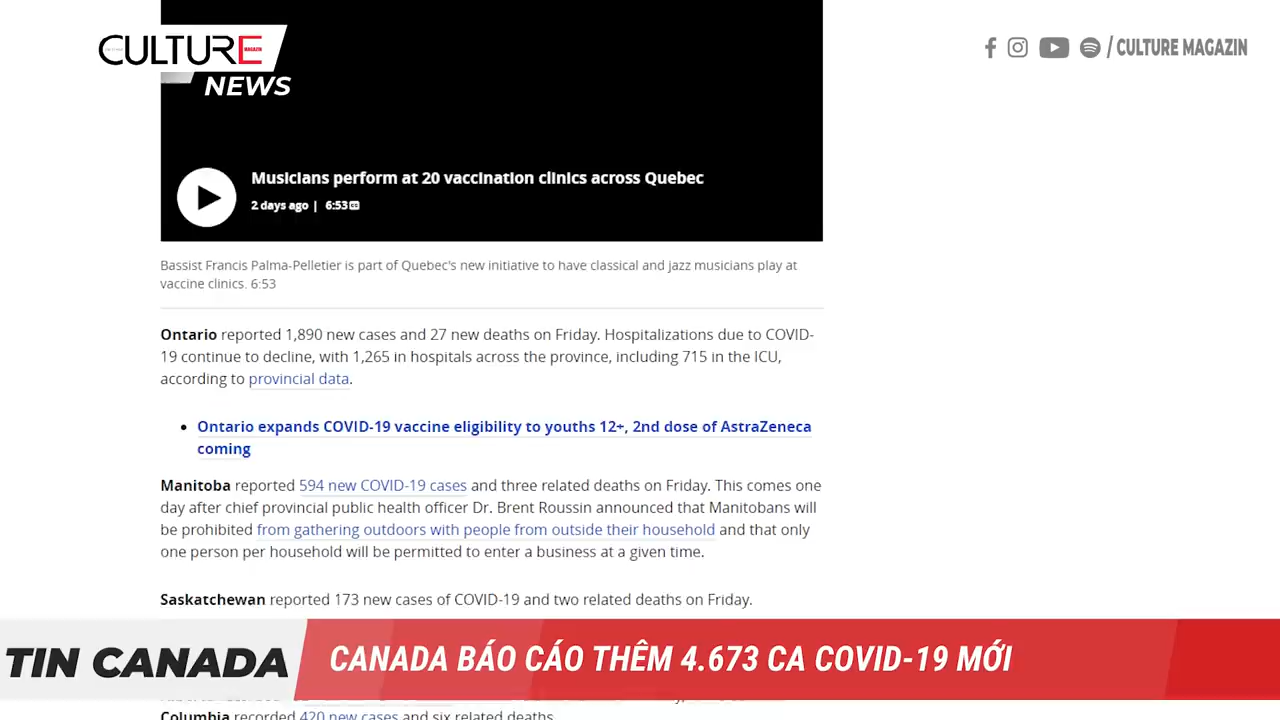 CULTURE
MAGAZIN
NEWS
/ CULTURE MAGAZIN
Musicians perform at 20 vaccination clinics across Quebec
2 days ago | 6:53 CC
Bassist Francis Palma-Pelletier is part of Quebec's new initiative to have classical and jazz musicians play at
vaccine clinics. 6:53
Ontario reported 1,890 new cases and 27 new deaths on Friday. Hospitalizations due to COVID-
19 continue to decline, with 1,265 in hospitals across the province, including 715 in the ICU,
according to provincial data.
• Ontario expands COVID-19 vaccine eligibility to youths 12+, 2nd dose of AstraZeneca
coming
Manitoba reported 594 new COVID-19 cases and three related deaths on Friday. This comes one
day after chief provincial public health officer Dr. Brent Roussin announced that Manitobans will
be prohibited from gathering outdoors with people from outside their household and that only
one person per household will be permitted to enter a business at a given time.
Saskatchewan reported 173 new cases of COVID-19 and two related deaths on Friday.
TIN CANADA
CANADA BÁO CÁO THÊM 4.673 CA COVID-19 MỚI
Columbia recorded 420 new cases and six related deaths.